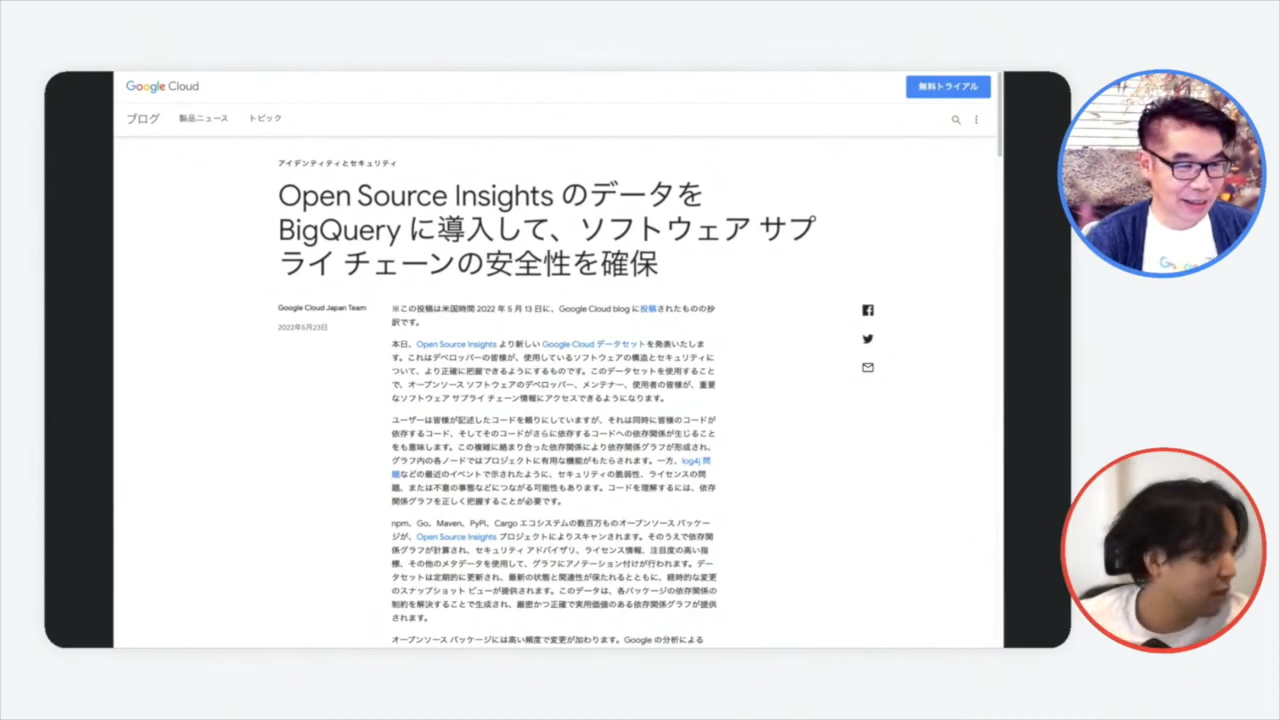 Google Cloud
無料トライアル
ブログ 製品ニュース トピック
アイデンティティとセキュリティ
Open Source Insights のデータを
BigQuery に導入して、ソフトウェア サプ
ライ チェーンの安全性を確保
Google Cloud Japan Team
2022年5月23日
※この投稿は米国時間 2022 年 5 月 13 日に、Google Cloud blog に投稿されたものの抄
訳です。
本日、Open Source Insights より新しい Google Cloud データセットを発表いたしま
す。これはデベロッパーの皆様が、使用しているソフトウェアの構造とセキュリティに
ついて、より正確に把握できるようにするものです。このデータセットを使用すること
で、オープンソース ソフトウェアのデベロッパー、メンテナー、使用者の皆様が、重要
なソフトウェア サプライ チェーン情報にアクセスできるようになります。
ユーザーは皆様が記述したコードを頼りにしていますが、それは同時に皆様のコードが
依存するコード、そしてそのコードがさらに依存するコードへの依存関係が生じること
をも意味します。この複雑に絡まり合った依存関係により依存関係グラフが形成され、
グラフ内の各ノードではプロジェクトに有用な機能がもたらされます。一方、log4j 問
題などの最近のイベントで示されたように、セキュリティの脆弱性、ライセンスの問
題、または不意の事態などにつながる可能性もあります。コードを理解するには、依存
関係グラフを正しく把握することが必要です。
npm、Go、Maven、PyPI、Cargo エコシステムの数百万ものオープンソース パッケー
ジが、Open Source Insights プロジェクトによりスキャンされます。そのうえで依存関
係グラフが計算され、セキュリティ アドバイザリ、ライセンス情報、注目度の高い指
標、その他のメタデータを使用して、グラフにアノテーション付けが行われます。デー
タセットは定期的に更新され、最新の状態と関連性が保たれるとともに、経時的な変更
のスナップショット ビューが提供されます。このデータは、各パッケージの依存関係の
制約を解決することで生成され、厳密かつ正確で実用価値のある依存関係グラフが提供
されます。
オープンソース パッケージには高い頻度で変更が加わります。Google の分析による